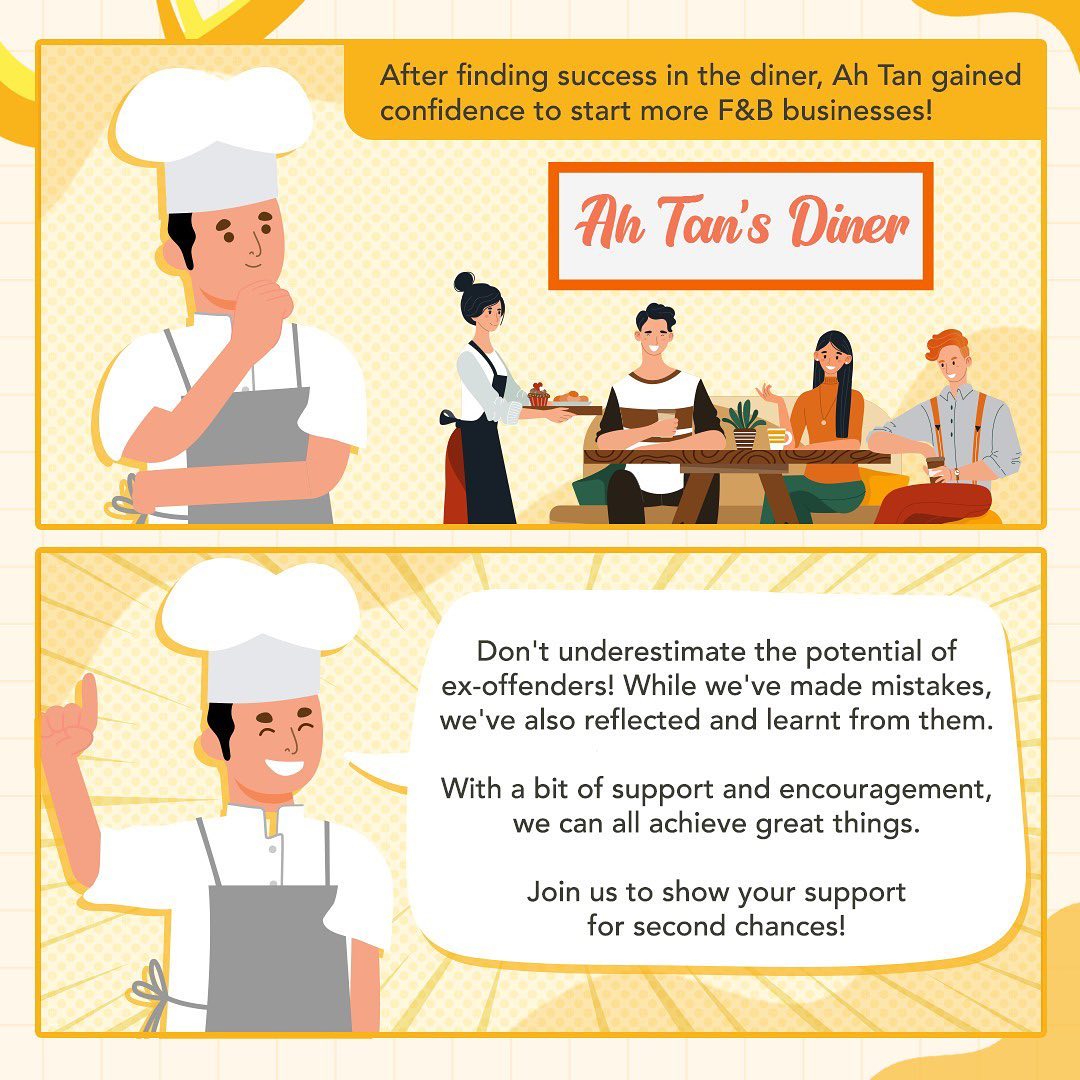 After finding success in the diner, Ah Tan gained
confidence to start more F&B businesses!
Ah Tan's Diner
Don't underestimate the potential of
ex-offenders! While we've made mistakes,
we've also reflected and learnt from them.
With a bit of support and encouragement,
we can all achieve great things.
Join us to show your support
for second chances!